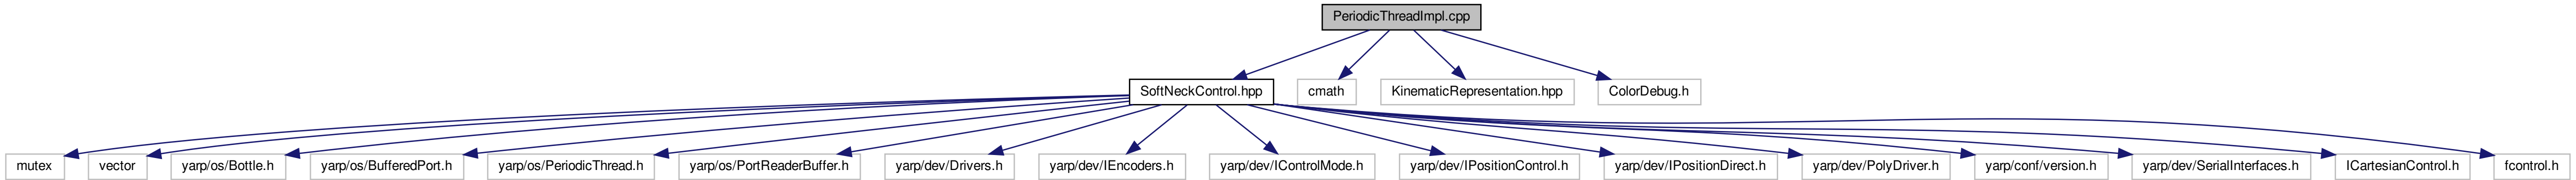 PeriodicThreadImpl.cpp
SoftNeckControl.hpp
cmath
KinematicRepresentation.hpp
ColorDebug.h
mutex
vector
yarp/os/Bottle.h
yarp/os/BufferedPort.h
yarp/os/PeriodicThread.h
yarp/os/PortReaderBuffer.h
yarp/dev/Drivers.h
yarp/dev/IEncoders.h
yarp/dev/IControlMode.h
yarp/dev/IPositionControl.h
yarp/dev/IPositionDirect.h
yarp/dev/PolyDriver.h
yarp/conf/version.h
yarp/dev/SerialInterfaces.h
ICartesianControl.h
fcontrol.h